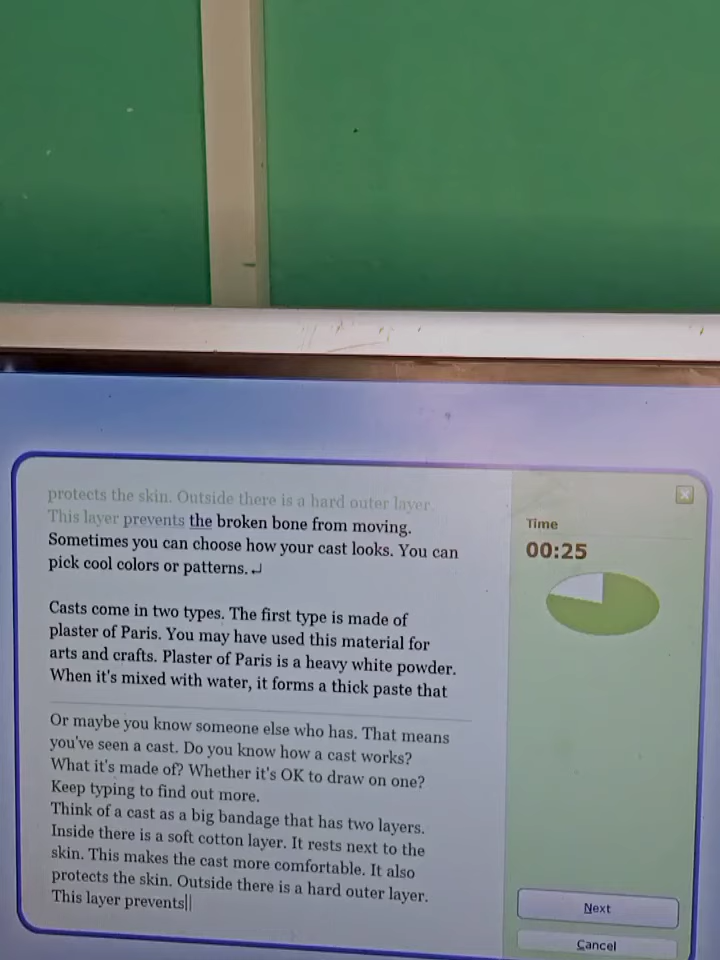 protects the skin. Outside there is a hard outer layer.
This layer prevents the broken bone from moving.
Sometimes you can choose how your cast looks. You can
pick cool colors or patterns.↵
Casts come in two types. The first type is made of
plaster of Paris. You may have used this material for
arts and crafts. Plaster of Paris is a heavy white powder.
When it's mixed with water, it forms a thick paste that
Or maybe you know someone else who has. That means
you've seen a cast. Do you know how a cast works?
What it's made of? Whether it's OK to draw on one?
Keep typing to find out more.
Think of a cast as a big bandage that has two layers.
Inside there is a soft cotton layer. It rests next to the
skin. This makes the cast more comfortable. It also
protects the skin. Outside there is a hard outer layer.
This layer prevents
Time
00:25
Next
Cancel